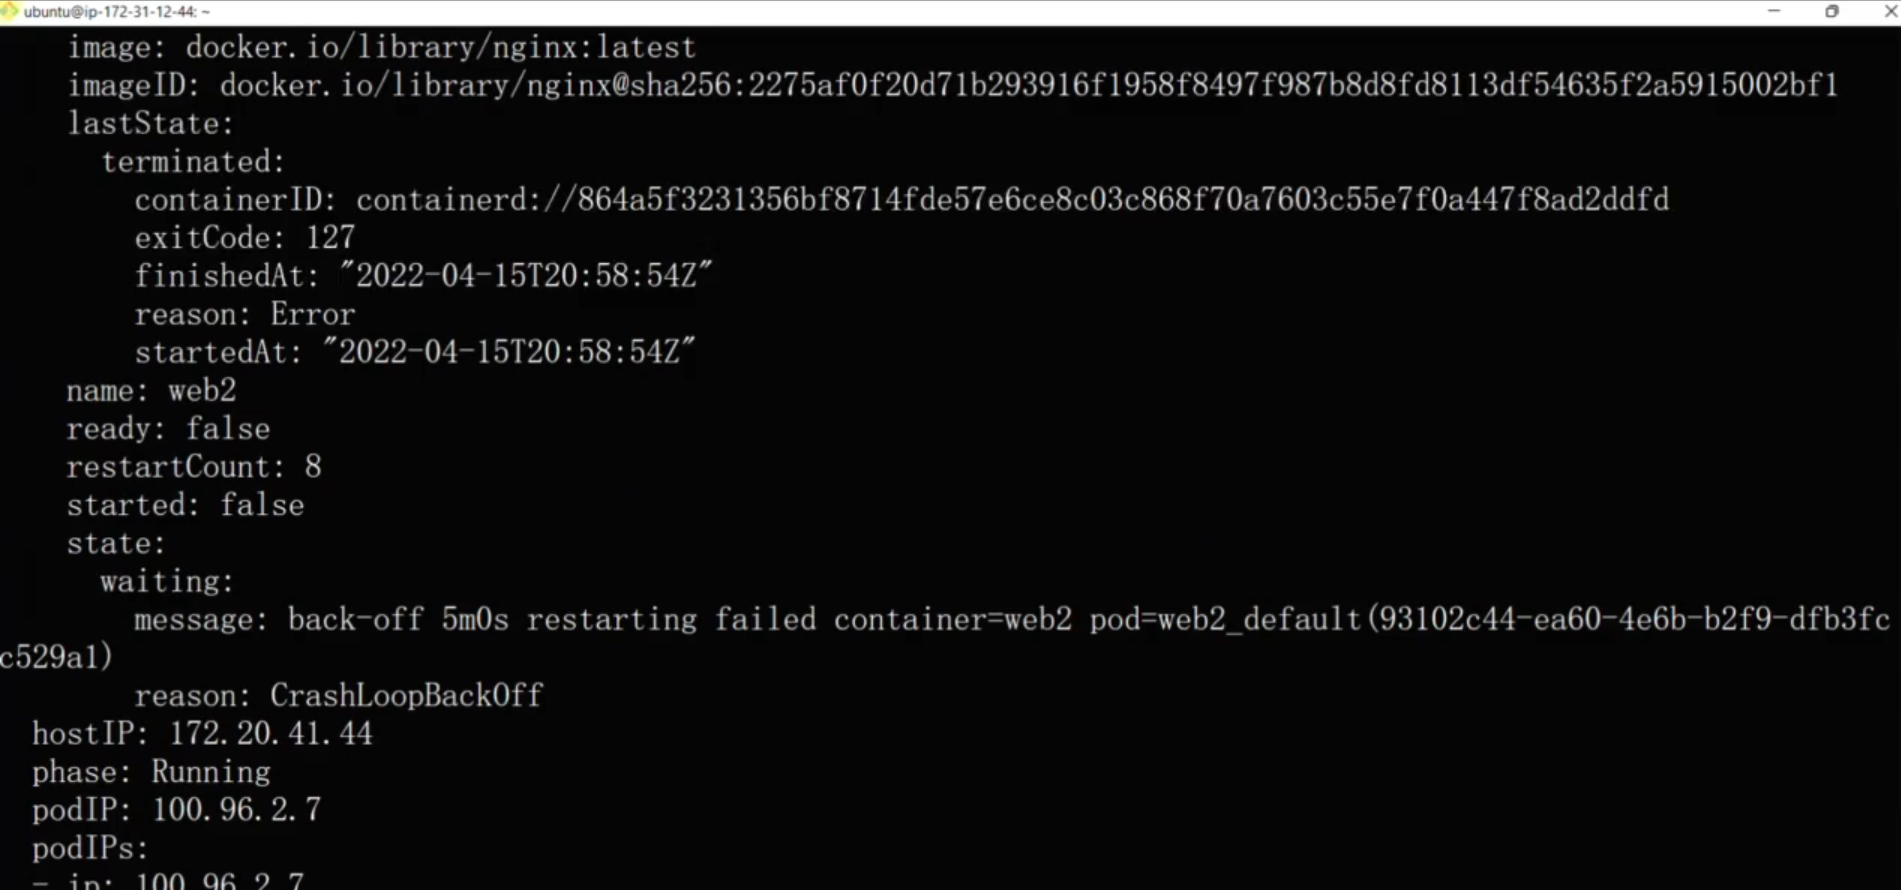 ubuntu@ip-172-31-12-44: ~
image: docker.io/library/nginx:latest
imageID: docker.io/library/nginx@sha256:2275af0f20d71b293916f1958f8497f987b8d8fd8113df54635f2a5915002bf1
lastState:
terminated:
containerID: containerd://864a5f3231356bf8714fde57e6ce8c03c868f70a7603c55e7f0a447f8ad2ddfd
exitCode: 127
finishedAt: "2022-04-15T20:58:54Z"
reason: Error
startedAt: "2022-04-15T20:58:54Z"
name: web2
ready: false
restartCount: 8
started: false
state:
waiting:
message: back-off 5m0s restarting failed container=web2 pod=web2_default(93102c44-ea60-4e6b-b2f9-dfb3fc
c529a1)
reason: CrashLoopBackOff
hostIP: 172.20.41.44
phase: Running
podIP: 100.96.2.7
podIPs:
- ip: 100.96.2.7